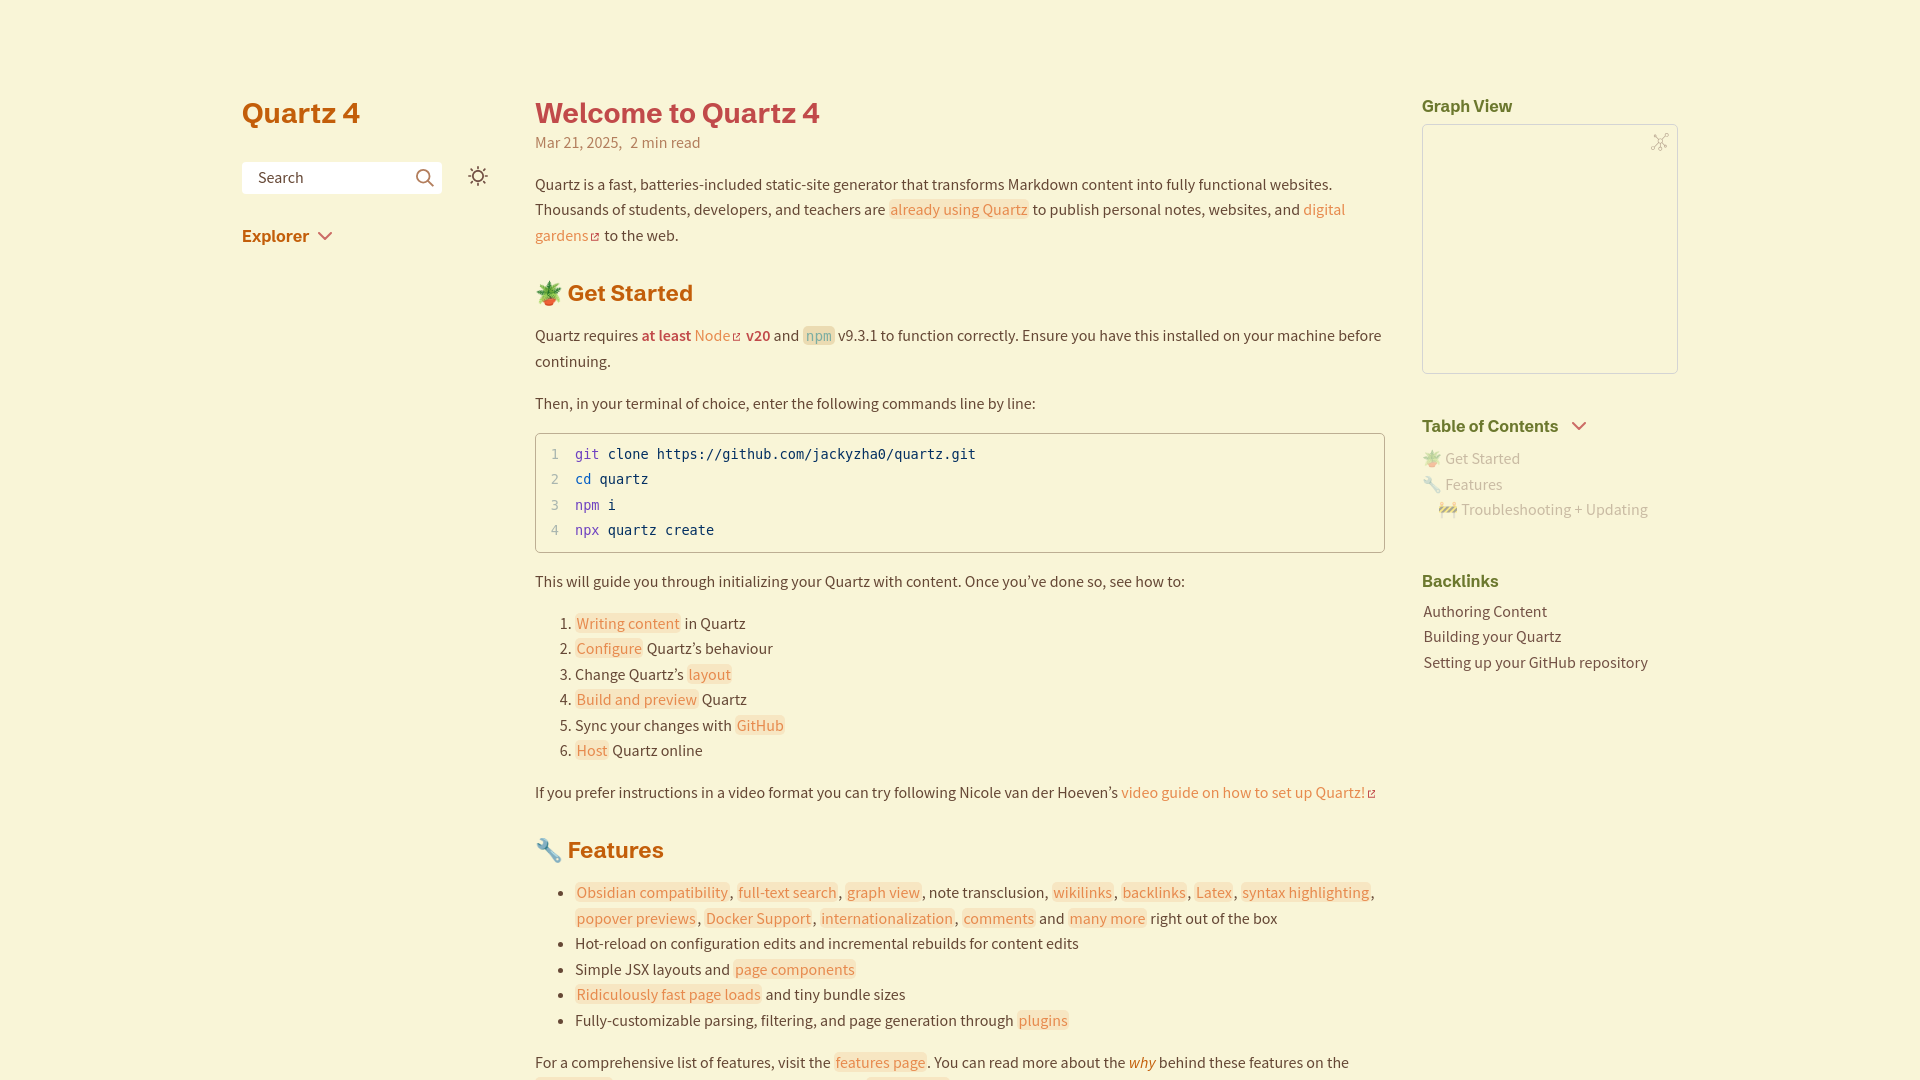 Quartz 4
Search
Explorer
Welcome to Quartz 4
Mar 21, 2025, 2 min read
Quartz is a fast, batteries-included static-site generator that transforms Markdown content into fully functional websites.
Thousands of students, developers, and teachers are already using Quartz to publish personal notes, websites, and digital
gardens to the web.
🪴 Get Started
Quartz requires at least Node v20 and npm v9.3.1 to function correctly. Ensure you have this installed on your machine before
continuing.
Then, in your terminal of choice, enter the following commands line by line:
1 git clone https://github.com/jackyzha0/quartz.git
2 cd quartz
3 npm i
4 npx quartz create
This will guide you through initializing your Quartz with content. Once you’ve done so, see how to:
1. Writing content in Quartz
2. Configure Quartz’s behaviour
3. Change Quartz’s layout
4. Build and preview Quartz
5. Sync your changes with GitHub
6. Host Quartz online
If you prefer instructions in a video format you can try following Nicole van der Hoeven’s video guide on how to set up Quartz!
🔧 Features
• Obsidian compatibility, full-text search, graph view, note transclusion, wikilinks, backlinks, Latex, syntax highlighting,
popover previews, Docker Support, internationalization, comments and many more right out of the box
• Hot-reload on configuration edits and incremental rebuilds for content edits
• Simple JSX layouts and page components
• Ridiculously fast page loads and tiny bundle sizes
• Fully-customizable parsing, filtering, and page generation through plugins
For a comprehensive list of features, visit the features page. You can read more about the why behind these features on the
Graph View
Table of Contents
🪴 Get Started
🔧 Features
🚧 Troubleshooting + Updating
Backlinks
Authoring Content
Building your Quartz
Setting up your GitHub repository